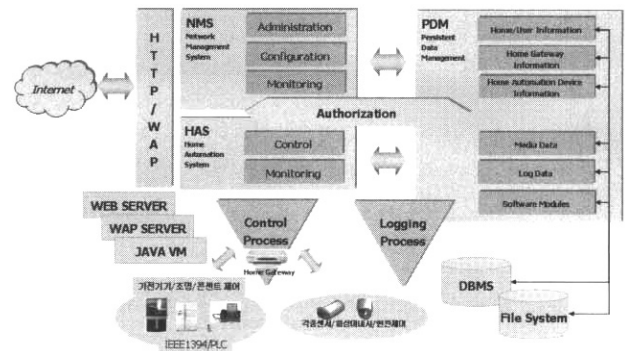 Internet
HTTP/WAP
NMS
Network
Management
System
Administration
Configuration
Monitoring
PDM
Persistent
Data
Management
Home/User Information
Home Gateway
Information
Home Automation Device
Information
Authorization
HAS
Home
Automation
System
Control
Monitoring
Media Data
Log Data
Software Modules
WEB SERVER
WAP SERVER
JAVA VM
Control
Process
Logging
Process
Home Gateway
가전기기/조명/콘센트 제어
IEEE1394/PLC
DBMS
File System